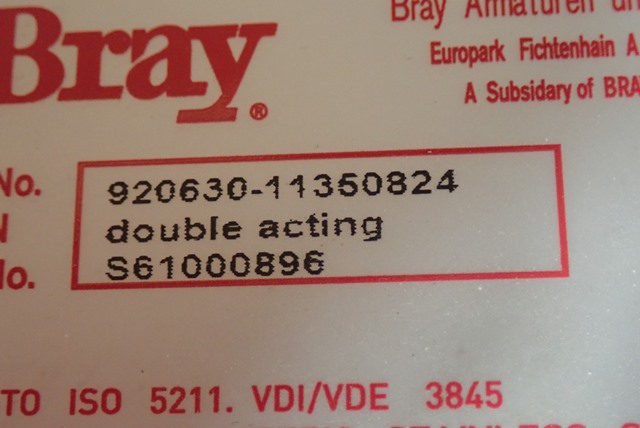 Bray®
Bray Armaturen
Europark Fichtenhain A
A Subsidary of BRA
No. 920630-11350824
N double acting
No. S61000896
TO ISO 5211. VDI/VDE 3845